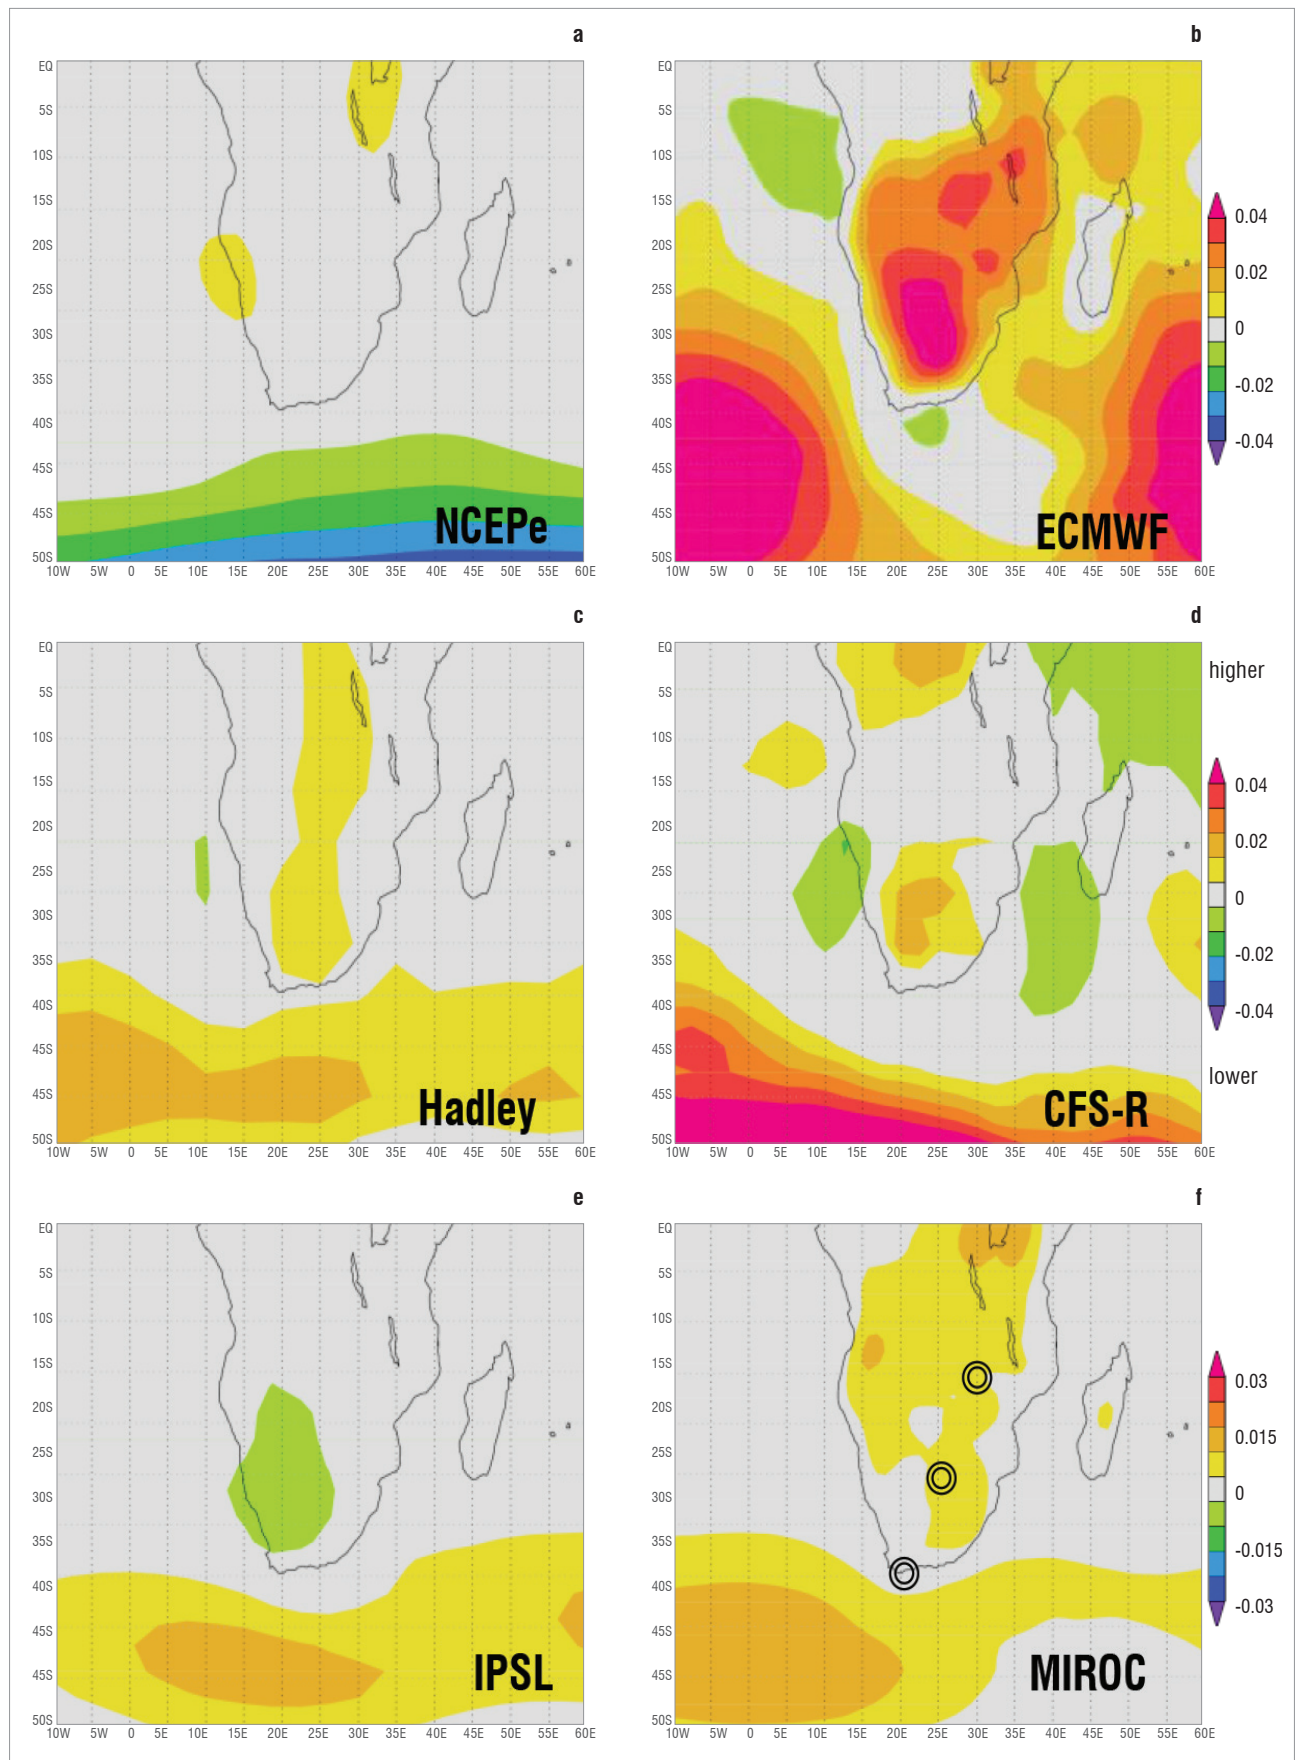 a
EQ
5S
10S
15S
20S
25S
30S
35S
40S
45S
45S
50S
NCEPe
10W 5W 0 5E 10E 15E 20E 25E 30E 35E 40E 45E 50E 55E 60E
b
EQ
5S
10S
15S
20S
25S
30S
35S
40S
45S
45S
50S
ECMWF
10W 5W 0 5E 10E 15E 20E 25E 30E 35E 40E 45E 50E 55E 60E
0.04
0.02
0
-0.02
-0.04
c
EQ
5S
10S
15S
20S
25S
30S
35S
40S
45S
45S
50S
Hadley
10W 5W 0 5E 10E 15E 20E 25E 30E 35E 40E 45E 50E 55E 60E
d
EQ
5S
10S
15S
20S
25S
30S
35S
40S
45S
45S
50S
CFS-R
10W 5W 0 5E 10E 15E 20E 25E 30E 35E 40E 45E 50E 55E 60E
higher
0.04
0.02
0
-0.02
-0.04
lower
e
EQ
5S
10S
15S
20S
25S
30S
35S
40S
45S
45S
50S
IPSL
10W 5W 0 5E 10E 15E 20E 25E 30E 35E 40E 45E 50E 55E 60E
f
EQ
5S
10S
15S
20S
25S
30S
35S
40S
45S
45S
50S
MIROC
10W 5W 0 5E 10E 15E 20E 25E 30E 35E 40E 45E 50E 55E 60E
0.03
0.015
0
-0.015
-0.03